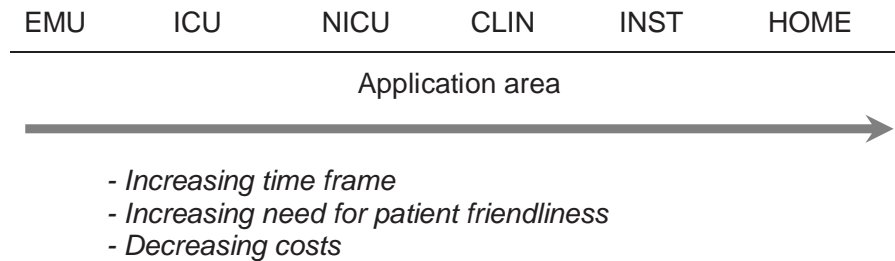 EMU ICU NICU CLIN INST HOME
Application area
- Increasing time frame
- Increasing need for patient friendliness
- Decreasing costs